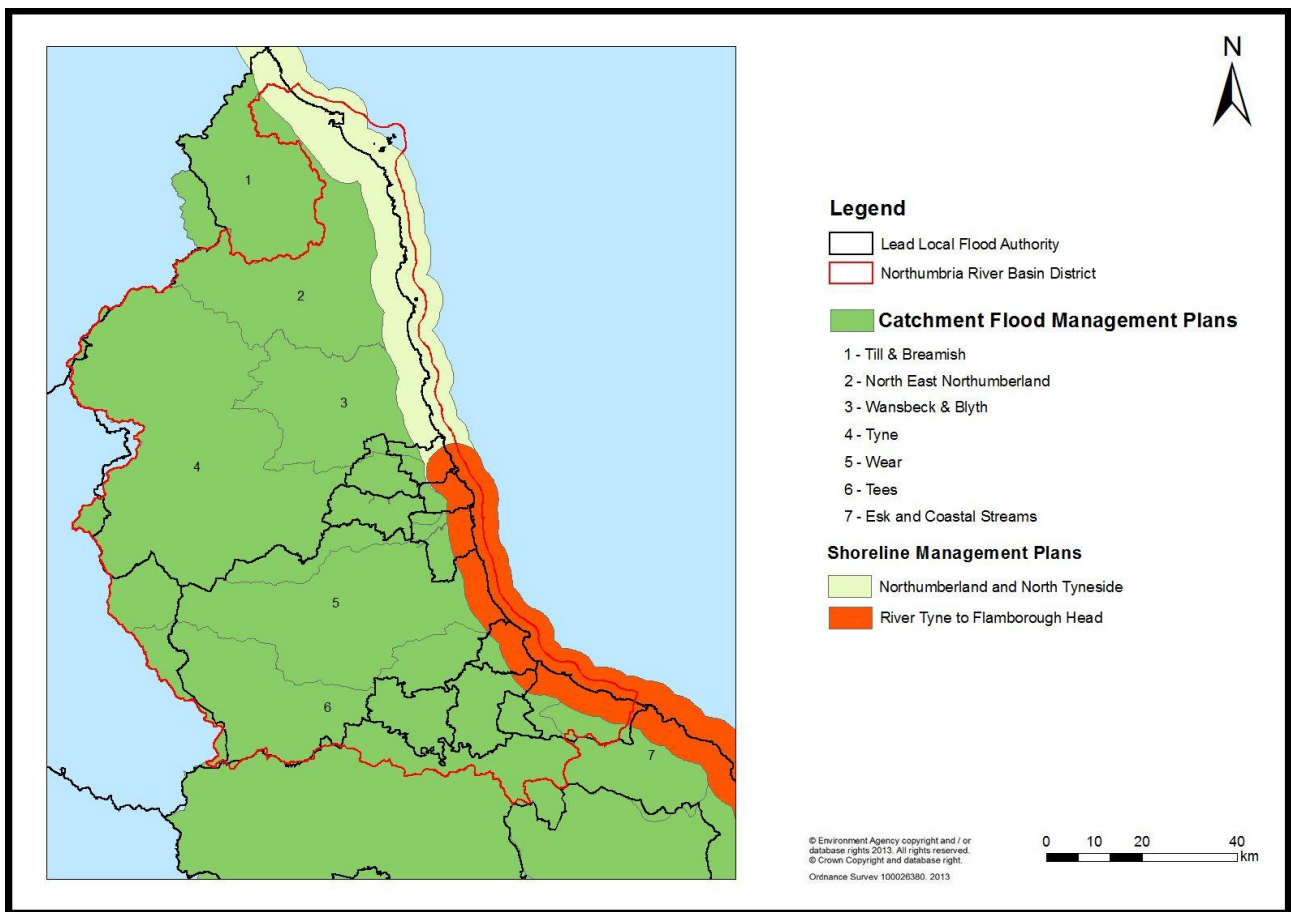 N
1
2
3
4
5
6
7
Legend
Lead Local Flood Authority
Northumbria River Basin District
Catchment Flood Management Plans
1 - Till & Breamish
2 - North East Northumberland
3 - Wansbeck & Blyth
4 - Tyne
5 - Wear
6 - Tees
7 - Esk and Coastal Streams
Shoreline Management Plans
Northumberland and North Tyneside
River Tyne to Flamborough Head
© Environment Agency copyright and / or
database rights 2013. All rights reserved.
© Crown Copyright and database right.
Ordnance Survey 100026380. 2013
0 10 20 40
km